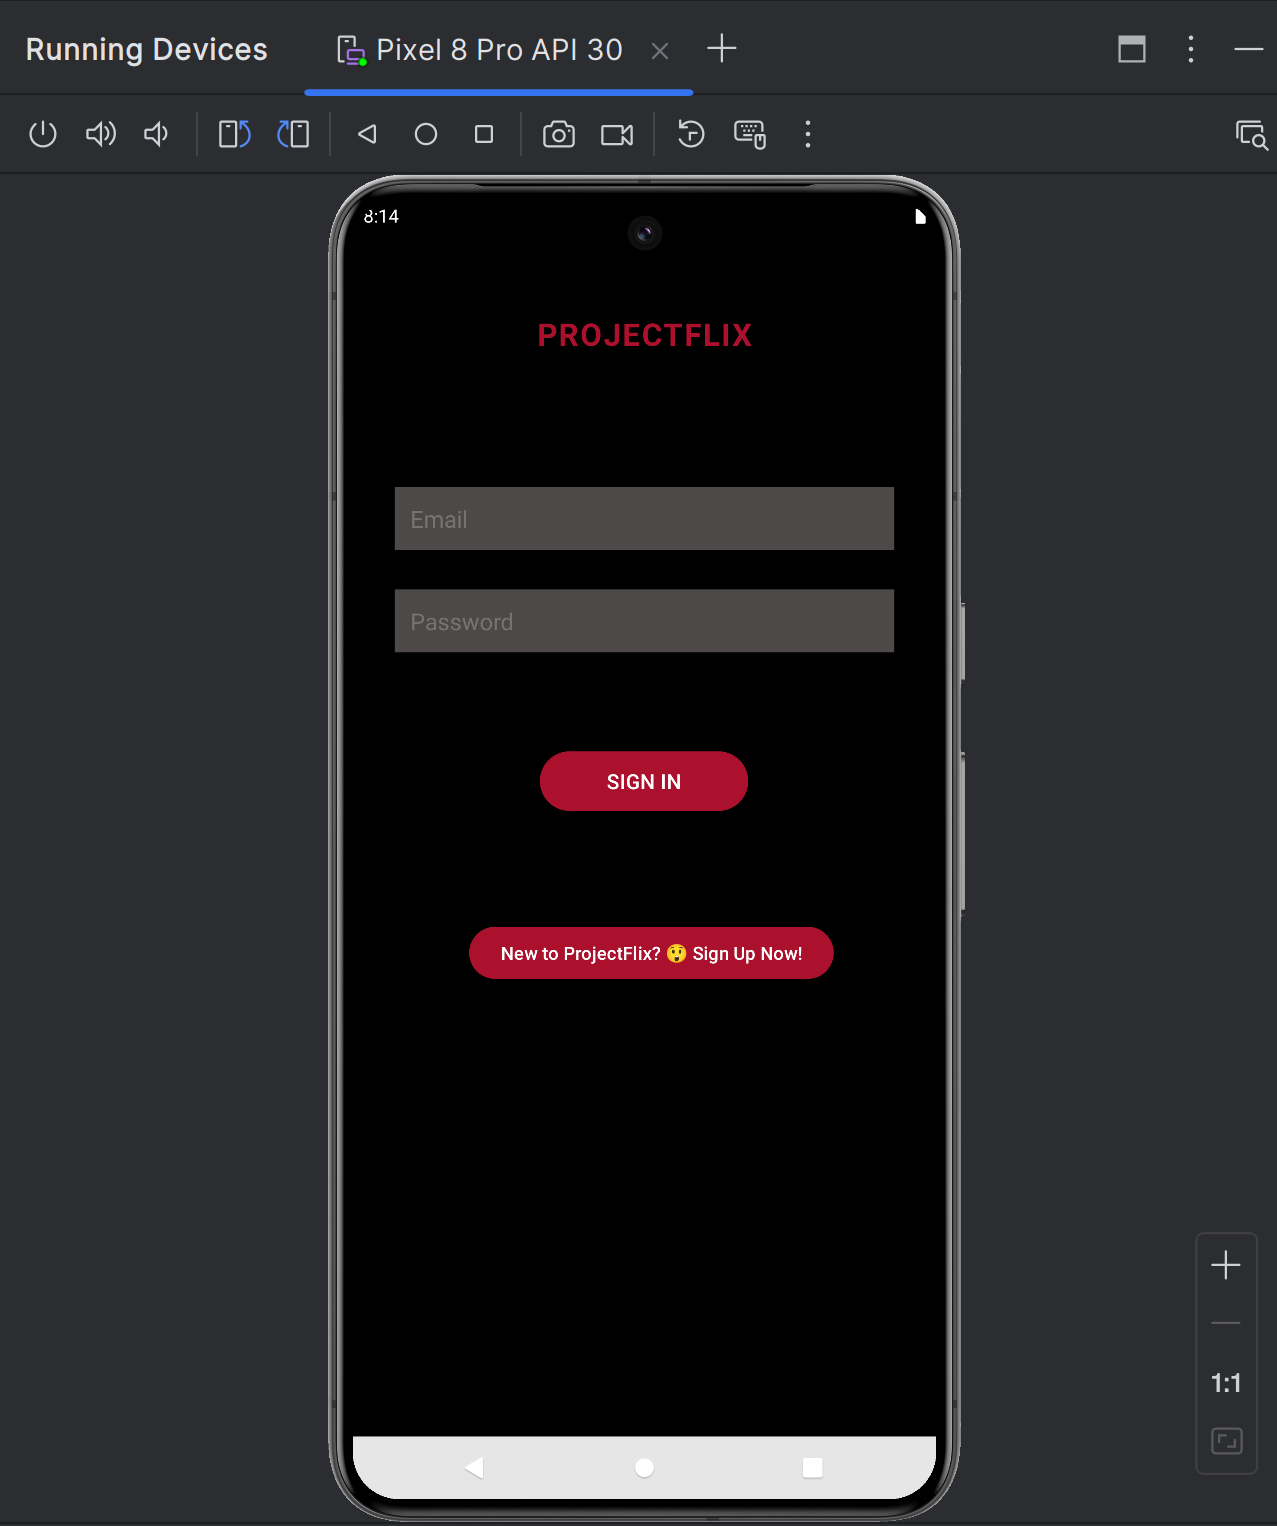 Running Devices
Pixel 8 Pro API 30
8:14
PROJECTFLIX
Email
Password
SIGN IN
New to ProjectFlix? 😲 Sign Up Now!
1:1